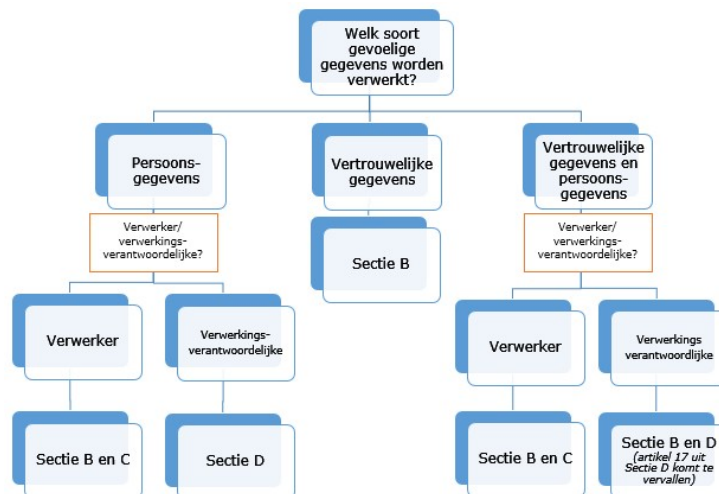 Welk soort
gevoelige
gegevens worden
verwerkt?
Persoons-
gegevens
Vertrouwelijke
gegevens
Vertrouwelijke
gegevens en
persoons-
gegevens
Verwerker/
verwerkings-
verantwoordelijke?
Sectie B
Verwerker/
verwerkings-
verantwoordelijke?
Verwerker
Verwerkings-
verantwoordelijke
Verwerker
Verwerkings
verantwoordlijke
Sectie B en C
Sectie D
Sectie B en C
Sectie B en D
(artikel 17 uit
Sectie D komt te
vervallen)